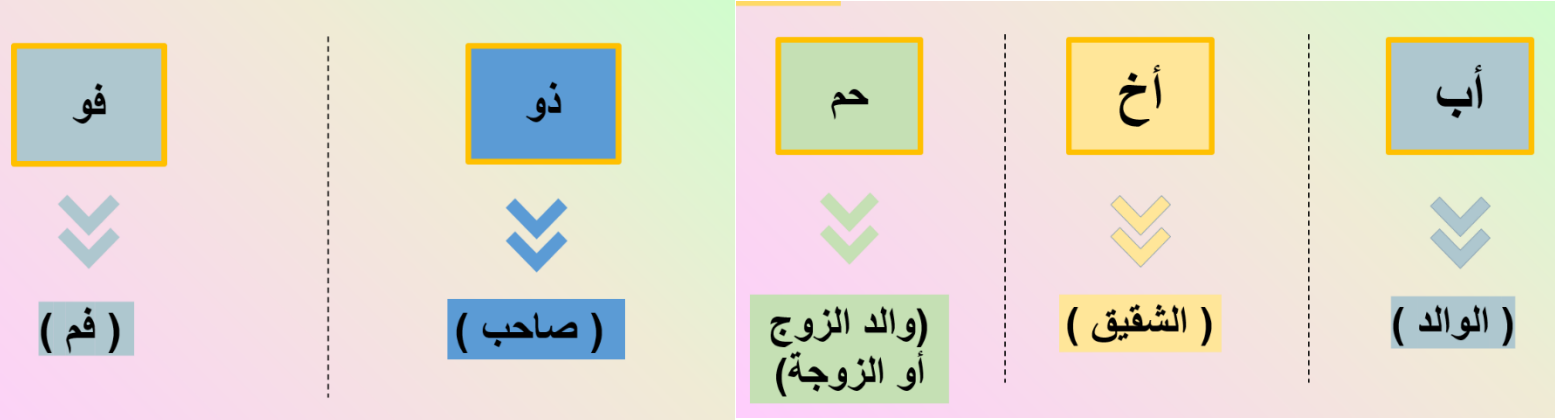 أب
أخ
حم
ذو
فو
( الوالد )
( الشقيق )
(والد الزوج
أو الزوجة)
( صاحب )
( فم )